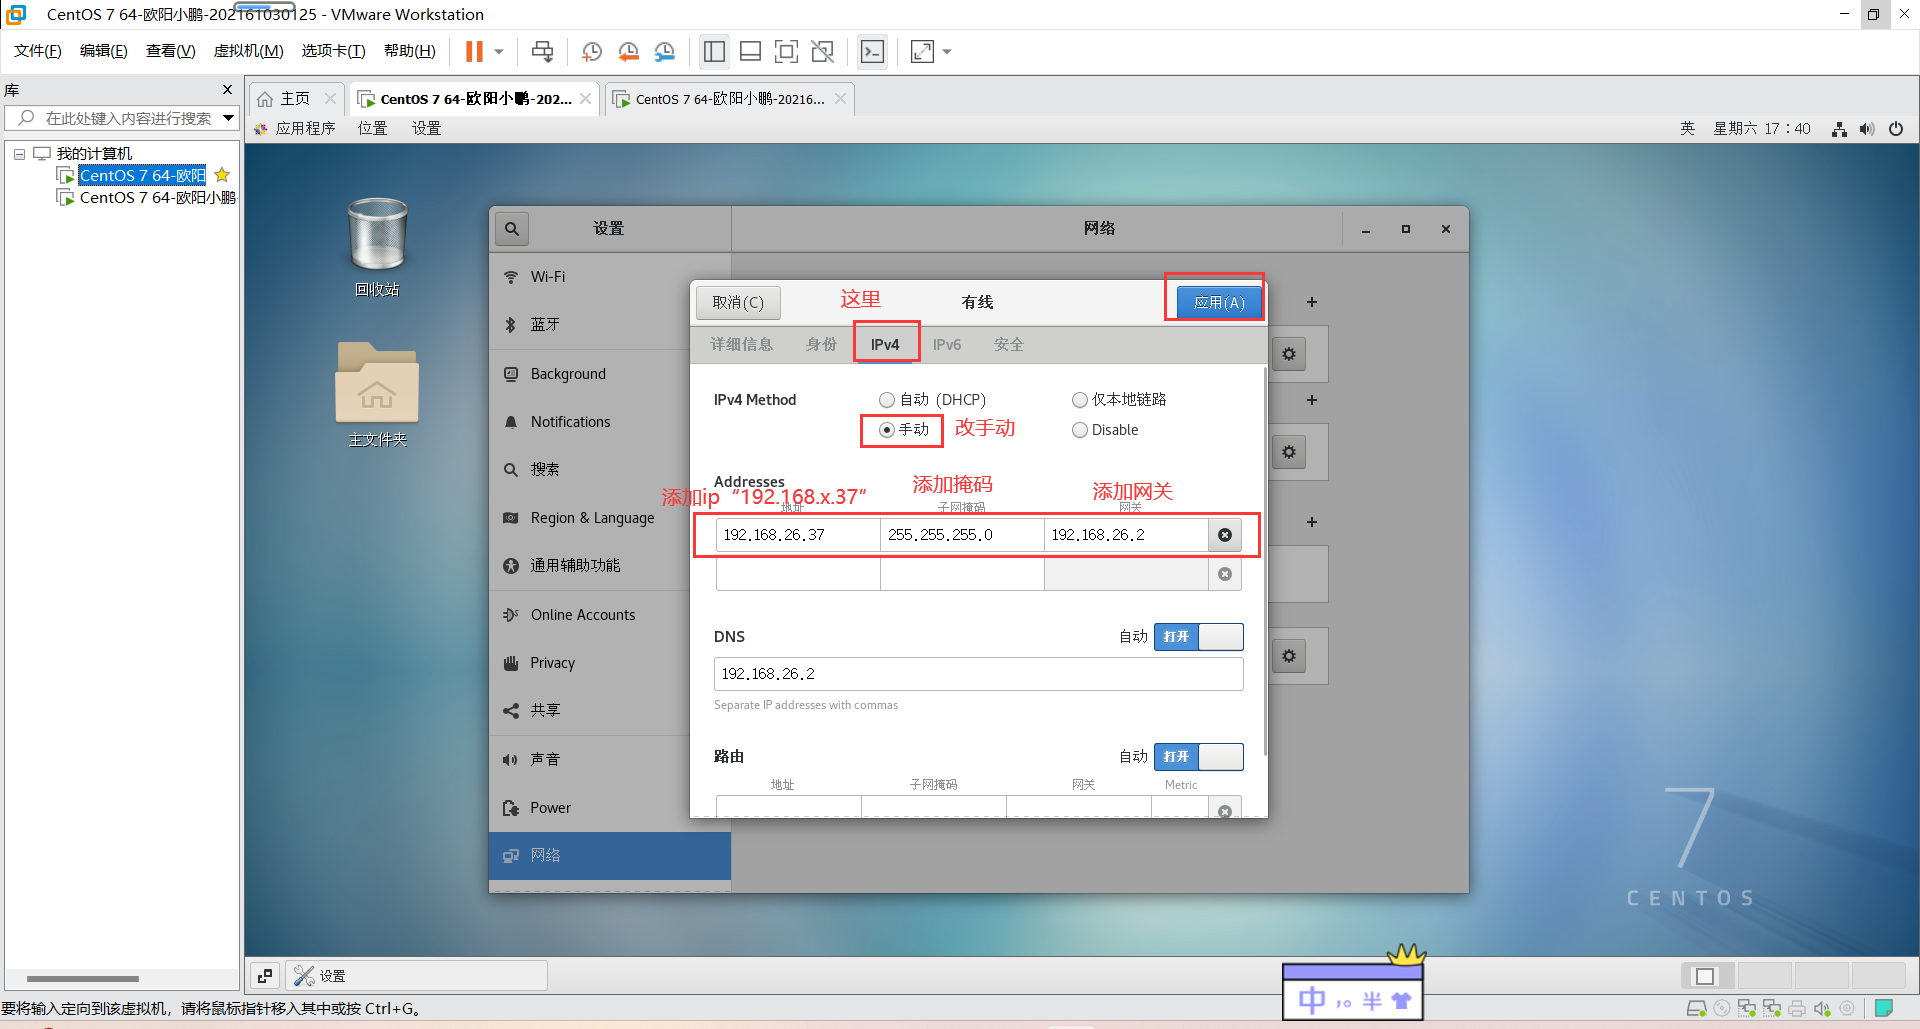 CentOS 7 64-欧阳小鹏-202161030125 - VMware Workstation
文件(F) 编辑(E) 查看(V) 虚拟机(M) 选项卡(T) 帮助(H)
库
主页
CentOS 7 64-欧阳小鹏-202...
CentOS 7 64-欧阳小鹏-20216...
在此处键入内容进行搜索
应用程序 位置 设置
英 星期六 17:40
我的计算机
CentOS 7 64-欧阳
CentOS 7 64-欧阳小鹏-
回收站
主文件夹
设置
网络
Wi-Fi
蓝牙
Background
Notifications
搜索
Region & Language
通用辅助功能
Online Accounts
Privacy
共享
声音
Power
网络
取消(C)
这里
有线
应用(A)
详细信息 身份 IPv4 IPv6 安全
IPv4 Method
自动 (DHCP)
仅本地链路
手动
改手动
Disable
Addresses
添加ip“192.168.x.37”
添加掩码
添加网关
地址 子网掩码 网关
192.168.26.37 255.255.255.0 192.168.26.2
DNS
自动 打开
192.168.26.2
Separate IP addresses with commas
路由
自动 打开
地址 子网掩码 网关 Metric
7
CENTOS
设置
中 ,。 半
要将输入定向到该虚拟机，请将鼠标指针移入其中或按 Ctrl+G。